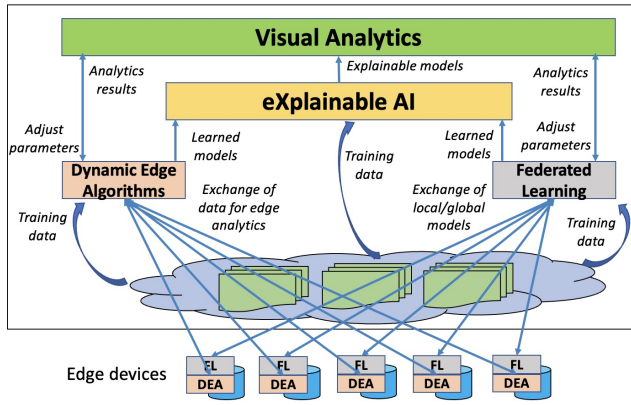 Visual Analytics
Analytics
results
Explainable models
Analytics
results
eXplainable AI
Adjust
parameters
Learned
models
Training
data
Learned
models
Adjust
parameters
Dynamic Edge
Algorithms
Federated
Learning
Exchange of
data for edge
analytics
Exchange of
local/global
models
Training
data
Training
data
Edge devices
FL
DEA
FL
DEA
FL
DEA
FL
DEA
FL
DEA